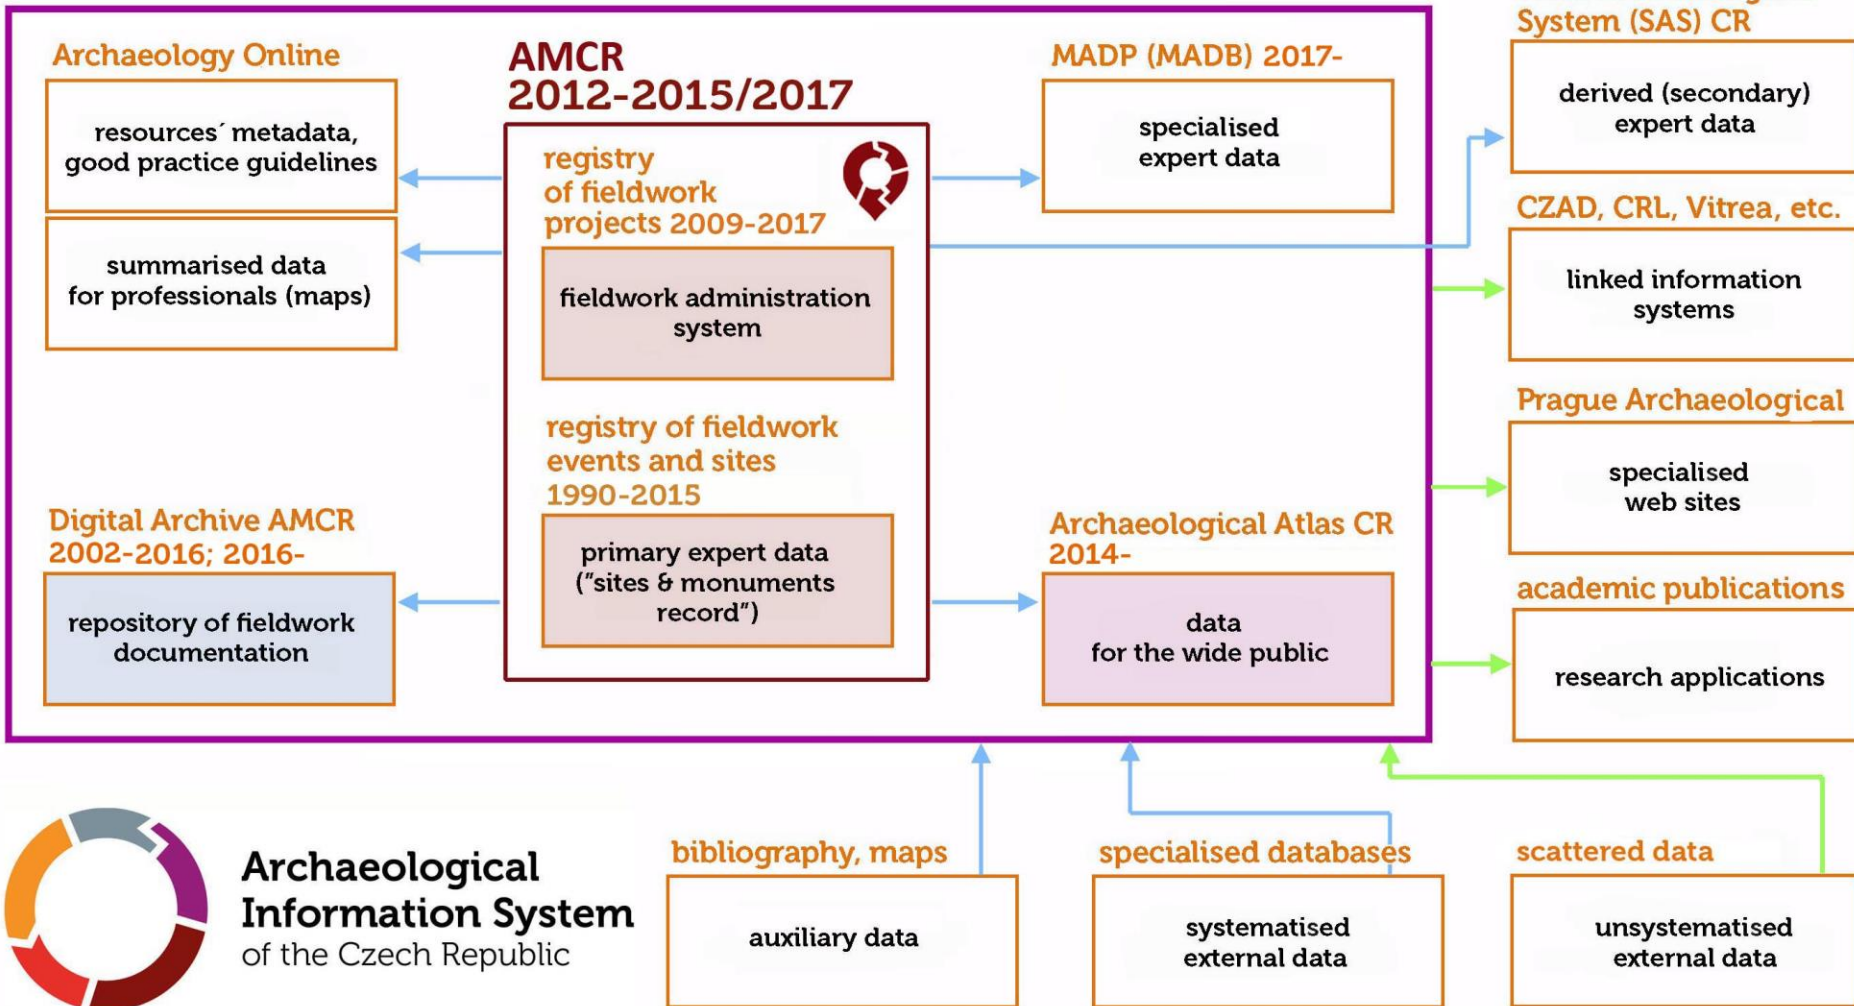 Archaeology Online
resources´ metadata,
good practice guidelines
summarised data
for professionals (maps)
Digital Archive AMCR
2002-2016; 2016-
repository of fieldwork
documentation
AMCR
2012-2015/2017
registry
of fieldwork
projects 2009-2017
fieldwork administration
system
registry of fieldwork
events and sites
1990-2015
primary expert data
("sites & monuments
record")
MADP (MADB) 2017-
specialised
expert data
Archaeological Atlas CR
2014-
data
for the wide public
System (SAS) CR
derived (secondary)
expert data
CZAD, CRL, Vitrea, etc.
linked information
systems
Prague Archaeological
specialised
web sites
academic publications
research applications
Archaeological
Information System
of the Czech Republic
bibliography, maps
auxiliary data
specialised databases
systematised
external data
scattered data
unsystematised
external data